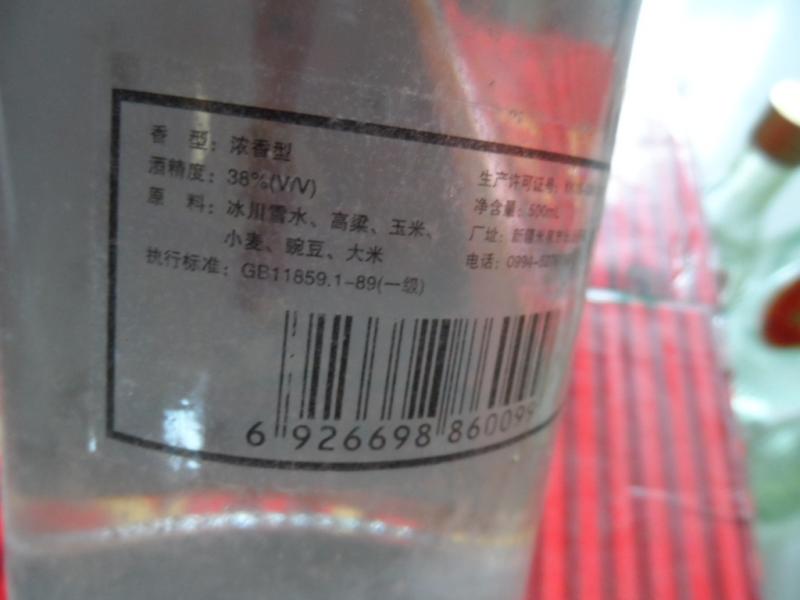 香 型：浓香型
酒精度：38%(V/V)
原 料：冰川雪水、高粱、玉米、
小麦、豌豆、大米
执行标准：GB11859.1-89(一级)
生产许可证号：
净含量：500mL
厂址：新疆
电话：0994-
6 926698 860099